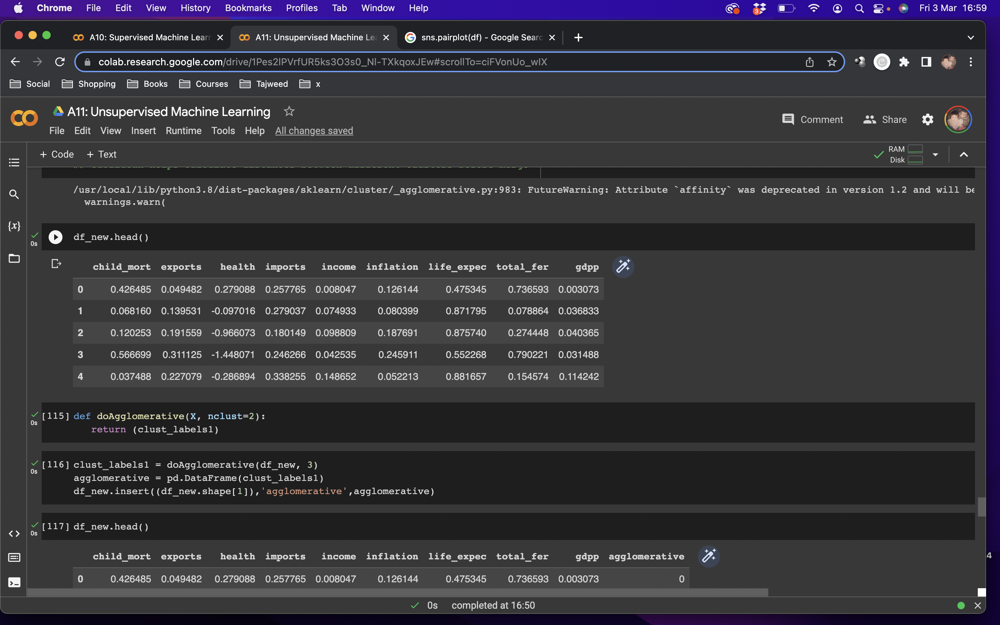 Chrome File Edit View History Bookmarks Profiles Tab Window Help 3 Fri 3 Mar 16:59
A10: Supervised Machine Lear A11: Unsupervised Machine Le sns.pairplot(df) - Google Searc
colab.research.google.com/drive/1Pes2lPVrfUR5ks3O3s0_Nl-TXkqoxJEw#scrollTo=ciFVonUo_wlX
Social Shopping Books Courses Tajweed x
A11: Unsupervised Machine Learning
Comment Share
File Edit View Insert Runtime Tools Help All changes saved
+ Code + Text
RAM
Disk
/usr/local/lib/python3.8/dist-packages/sklearn/cluster/_agglomerative.py:983: FutureWarning: Attribute `affinity` was deprecated in version 1.2 and will be
warnings.warn(
{x}
0s df_new.head()
child_mort exports health imports income inflation life_expec total_fer gdpp
0 0.426485 0.049482 0.279088 0.257765 0.008047 0.126144 0.475345 0.736593 0.003073
1 0.068160 0.139531 -0.097016 0.279037 0.074933 0.080399 0.871795 0.078864 0.036833
2 0.120253 0.191559 -0.966073 0.180149 0.098809 0.187691 0.875740 0.274448 0.040365
3 0.566699 0.311125 -1.448071 0.246266 0.042535 0.245911 0.552268 0.790221 0.031488
4 0.037488 0.227079 -0.286894 0.338255 0.148652 0.052213 0.881657 0.154574 0.114242
0s [115] def doAgglomerative(X, nclust=2):
return (clust_labels1)
0s [116] clust_labels1 = doAgglomerative(df_new, 3)
agglomerative = pd.DataFrame(clust_labels1)
df_new.insert((df_new.shape[1]),'agglomerative',agglomerative)
0s [117] df_new.head()
child_mort exports health imports income inflation life_expec total_fer gdpp agglomerative
4
0 0.426485 0.049482 0.279088 0.257765 0.008047 0.126144 0.475345 0.736593 0.003073 0
0s completed at 16:50